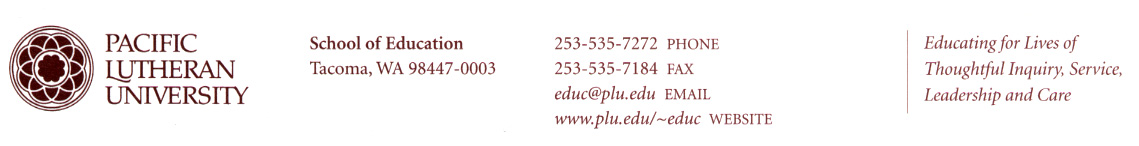 PACIFIC
LUTHERAN
UNIVERSITY
School of Education
Tacoma, WA 98447-0003
253-535-7272 PHONE
253-535-7184 FAX
educ@plu.edu EMAIL
www.plu.edu/~educ WEBSITE
Educating for Lives of
Thoughtful Inquiry, Service,
Leadership and Care